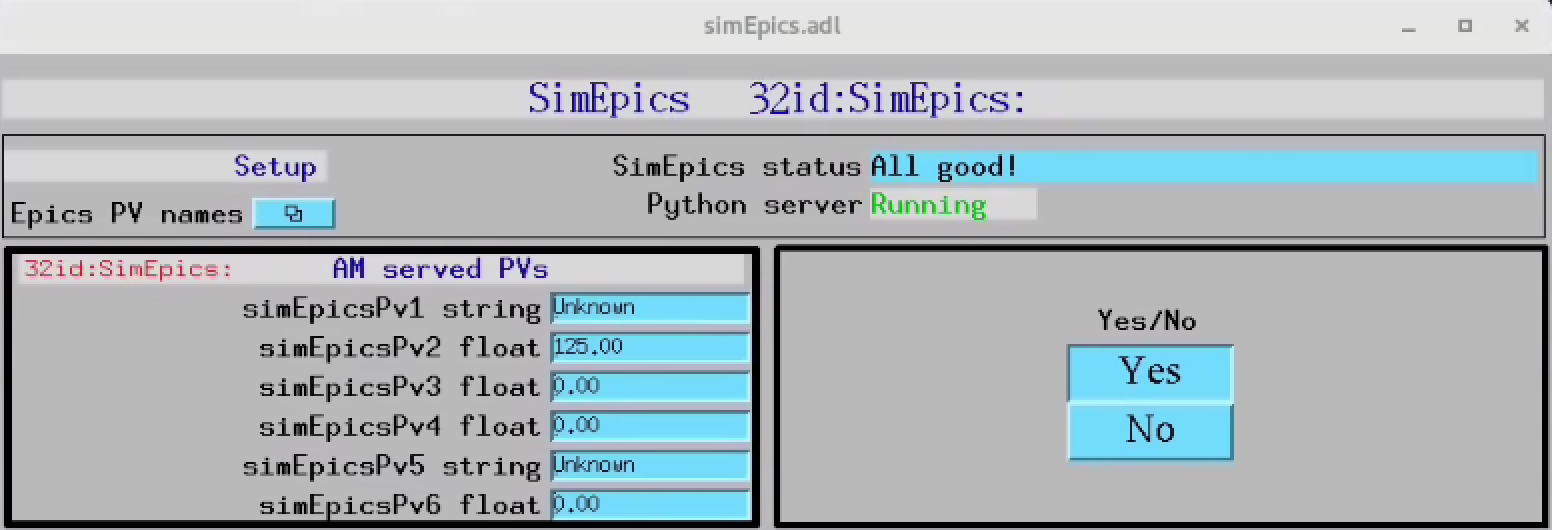 simEpics.adl
SimEpics 32id:SimEpics:
Setup
SimEpics status All good!
Epics PV names
Python server Running
32id:SimEpics: AM served PVs
simEpicsPv1 string Unknown
simEpicsPv2 float 125.00
simEpicsPv3 float 0.00
simEpicsPv4 float 0.00
simEpicsPv5 string Unknown
simEpicsPv6 float 0.00
Yes/No
Yes
No